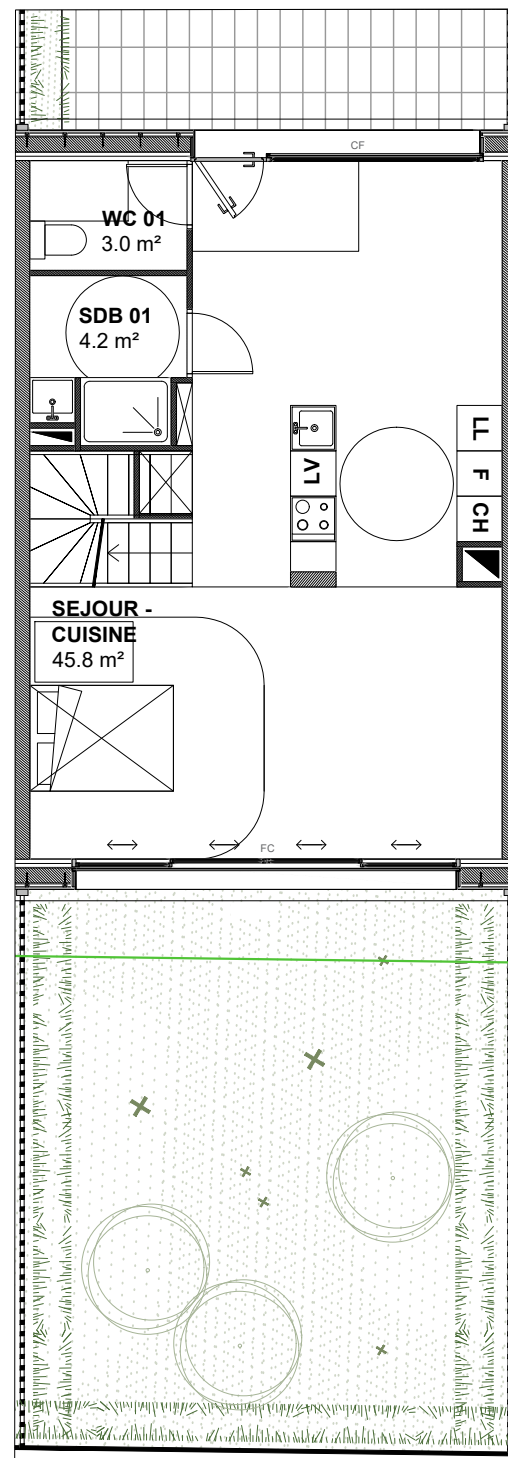 CF
WC 01
3.0 m²
SDB 01
4.2 m²
LL
LV
F
CH
SEJOUR -
CUISINE
45.8 m²
FC